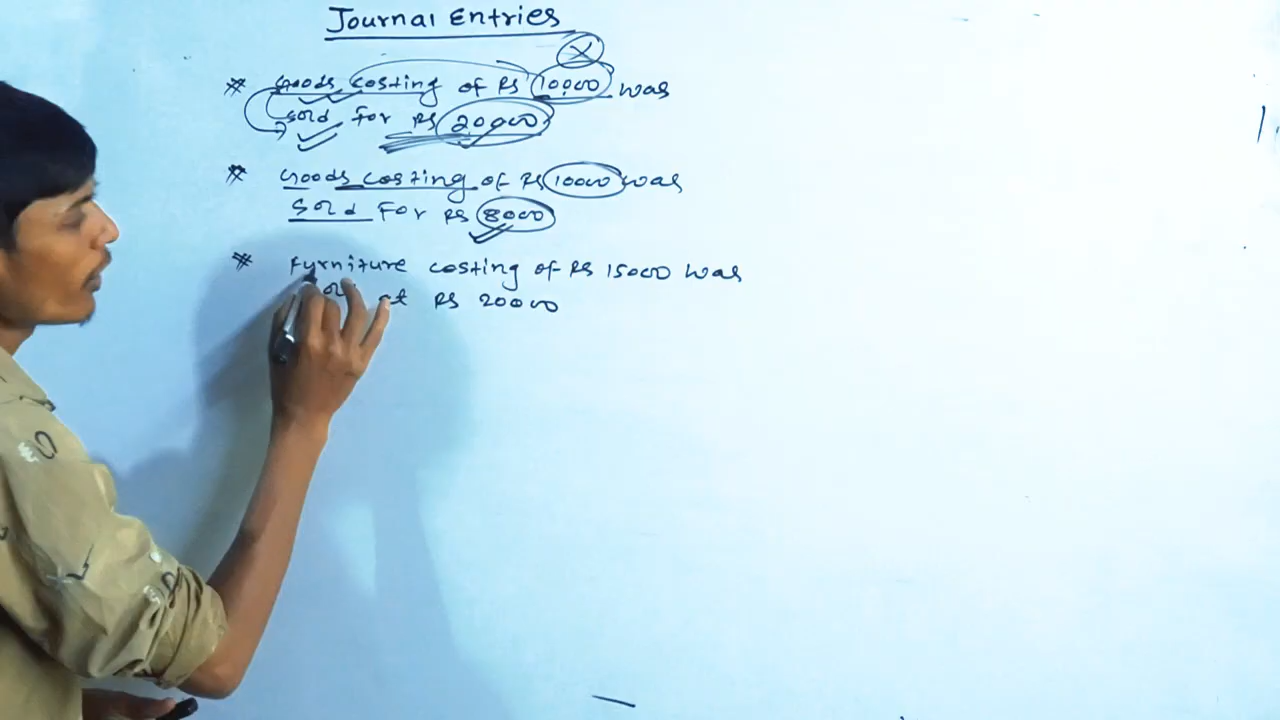 Journal Entries
* Goods costing of Rs 10000 was
sold for Rs 20000
* Goods costing of Rs 10000 was
Sold For Rs 8000
* Furniture costing of Rs 15000 was
at Rs 20000